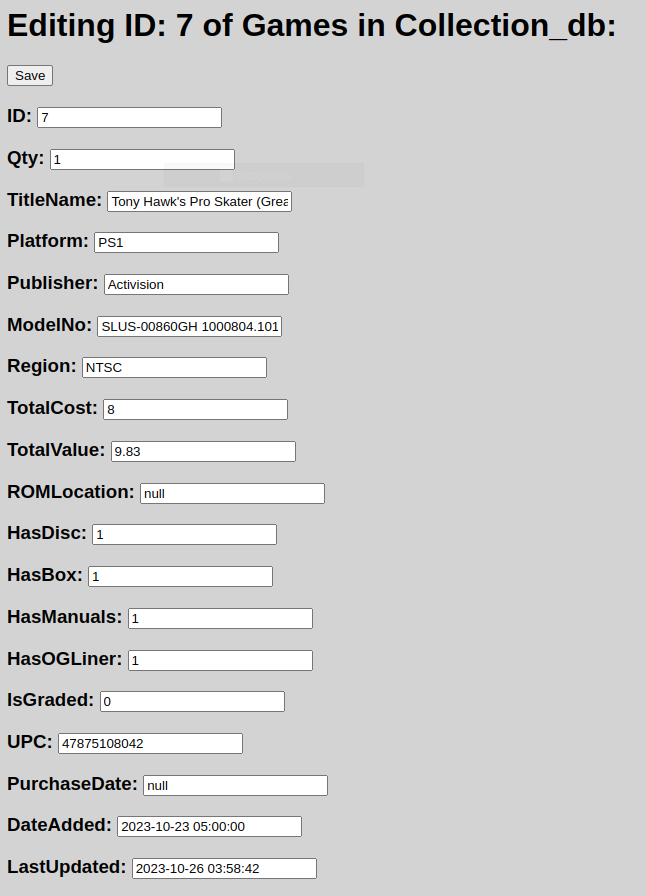 Editing ID: 7 of Games in Collection_db:
Save
ID: 7
Qty: 1
TitleName: Tony Hawk's Pro Skater (Grea
Platform: PS1
Publisher: Activision
ModelNo: SLUS-00860GH 1000804.101
Region: NTSC
TotalCost: 8
TotalValue: 9.83
ROMLocation: null
HasDisc: 1
HasBox: 1
HasManuals: 1
HasOGLiner: 1
IsGraded: 0
UPC: 47875108042
PurchaseDate: null
DateAdded: 2023-10-23 05:00:00
LastUpdated: 2023-10-26 03:58:42